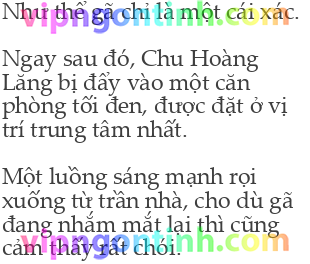 Như thể gã chỉ là một cái xác.
vipngontinh.com
Ngay sau đó, Chu Hoàng
Lăng bị đẩy vào một căn
phòng tối đen, được đặt ở vị
trí trung tâm nhất.
Một luồng sáng mạnh rọi
xuống từ trần nhà, cho dù gã
đang nhắm mắt lại thì cũng
cảm thấy rất chói.
vipngontinh.com